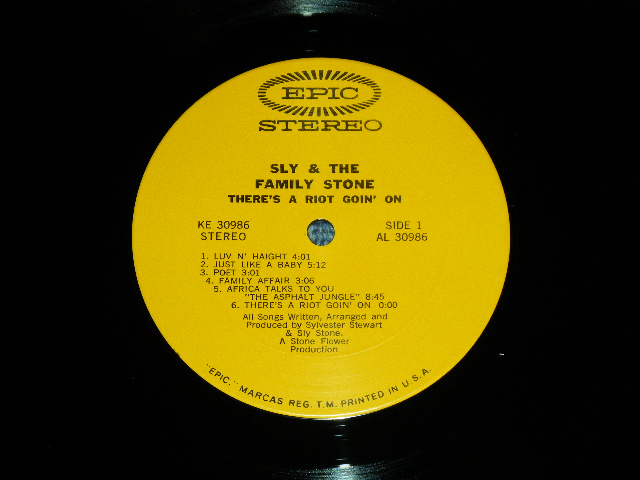 EPIC
STEREO
SLY & THE
FAMILY STONE
THERE'S A RIOT GOIN' ON
KE 30986
STEREO
SIDE 1
AL 30986
1. LUV N' HAIGHT 4:01
2. JUST LIKE A BABY 5:12
3. POET 3:01
4. FAMILY AFFAIR 3:06
5. AFRICA TALKS TO YOU
"THE ASPHALT JUNGLE" 8:45
6. THERE'S A RIOT GOIN' ON 0:00
All Songs Written, Arranged and
Produced by Sylvester Stewart
& Sly Stone.
A Stone Flower
Production
"EPIC," MARCAS REG. T.M. PRINTED IN U.S.A.